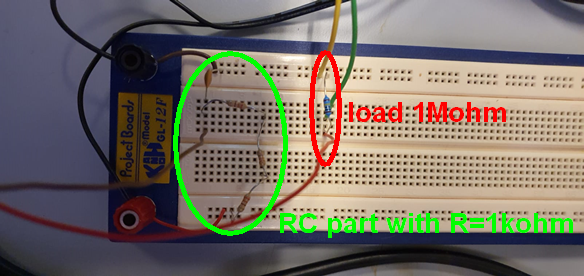 load 1Mohm
RC part with R=1kohm
Project Boards
Model
GL-12F